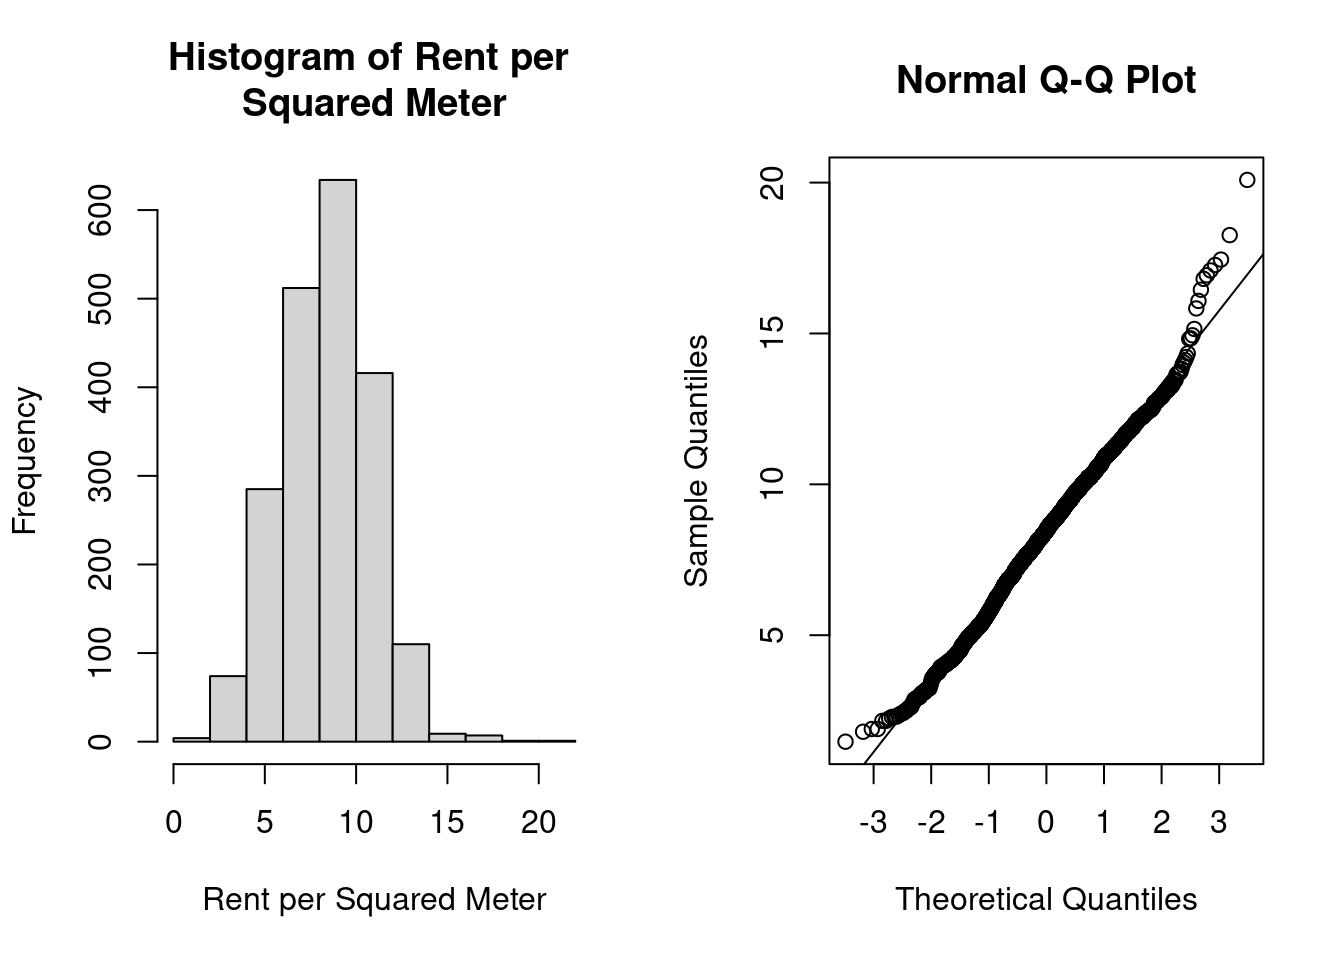 Histogram of Rent per
Squared Meter
Frequency
0 100 200 300 400 500 600
0 5 10 15 20
Rent per Squared Meter
Normal Q-Q Plot
Sample Quantiles
5 10 15 20
-3 -2 -1 0 1 2 3
Theoretical Quantiles